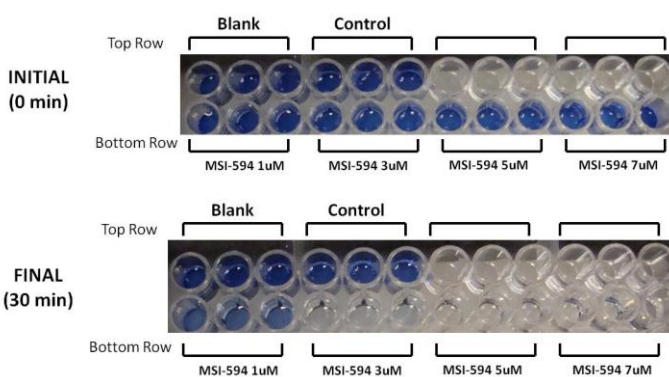 Blank Control
Top Row
INITIAL
(0 min)
Bottom Row
MSI-594 1uM MSI-594 3uM MSI-594 5uM MSI-594 7uM
Blank Control
Top Row
FINAL
(30 min)
Bottom Row
MSI-594 1uM MSI-594 3uM MSI-594 5uM MSI-594 7uM